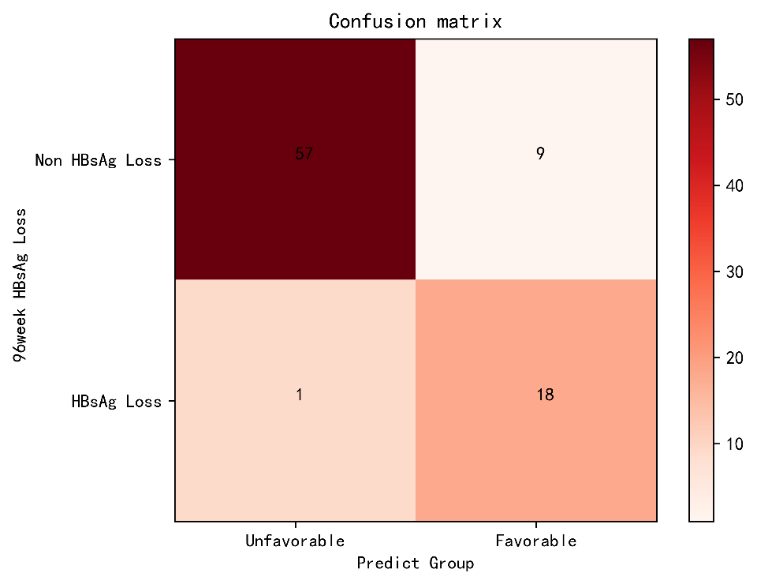 Confusion matrix
Non HBsAg Loss
57
9
50
40
30
20
10
96week HBsAg Loss
HBsAg Loss
1
18
Unfavorable
Favorable
Predict Group